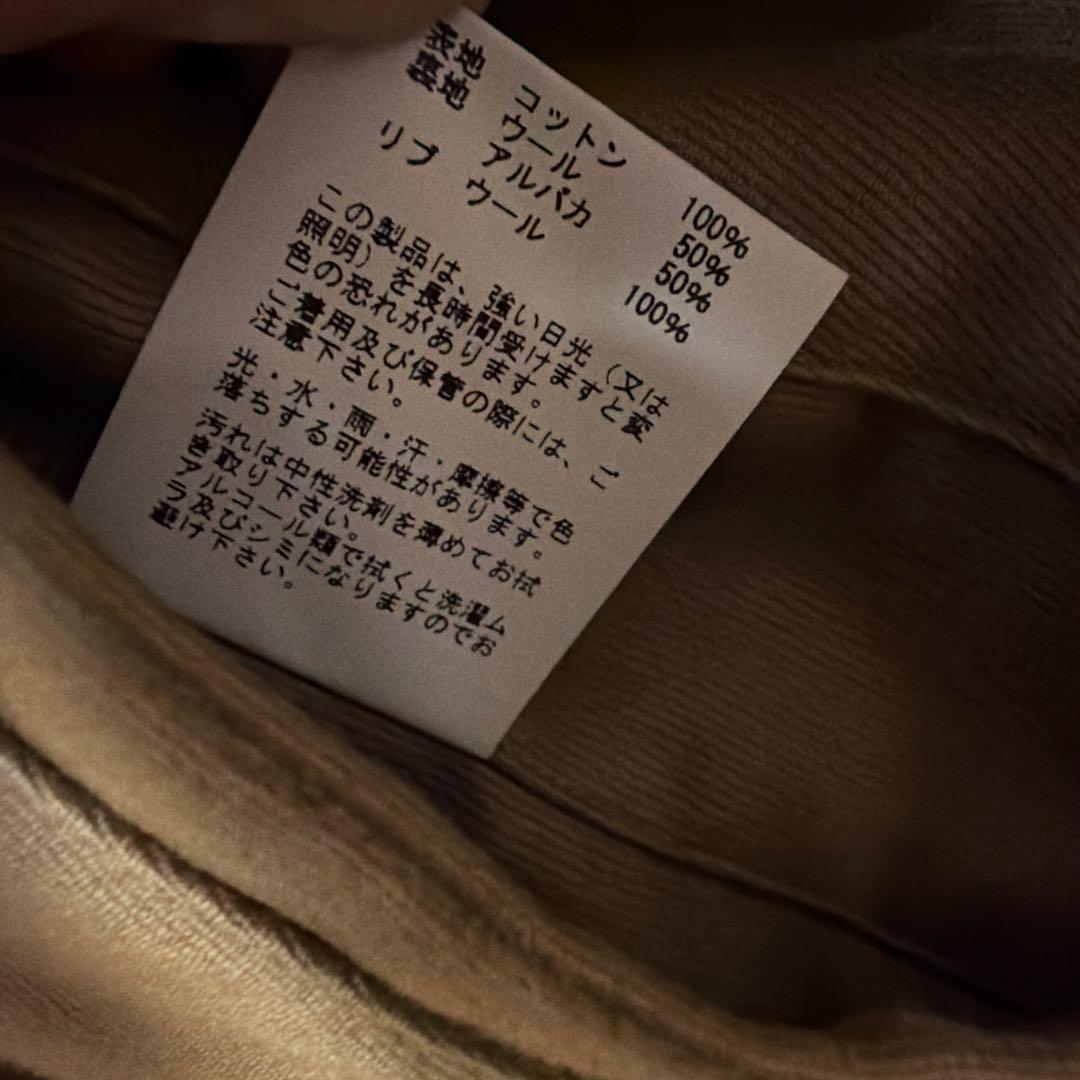 表地 コットン 100%
裏地 ウール 50%
アルパカ 50%
リブ ウール 100%
この製品は、強い日光（又は
照明）を長時間受けますと変
色の恐れがあります。
ご着用及び保管の際には、ご
注意下さい。
光・水・雨・汗・摩擦等で色
落ちする可能性があります。
汚れは中性洗剤を薄めてお拭
き取り下さい。
アルコール類で拭くと洗濯ム
ラ及びシミになりますのでお
避け下さい。